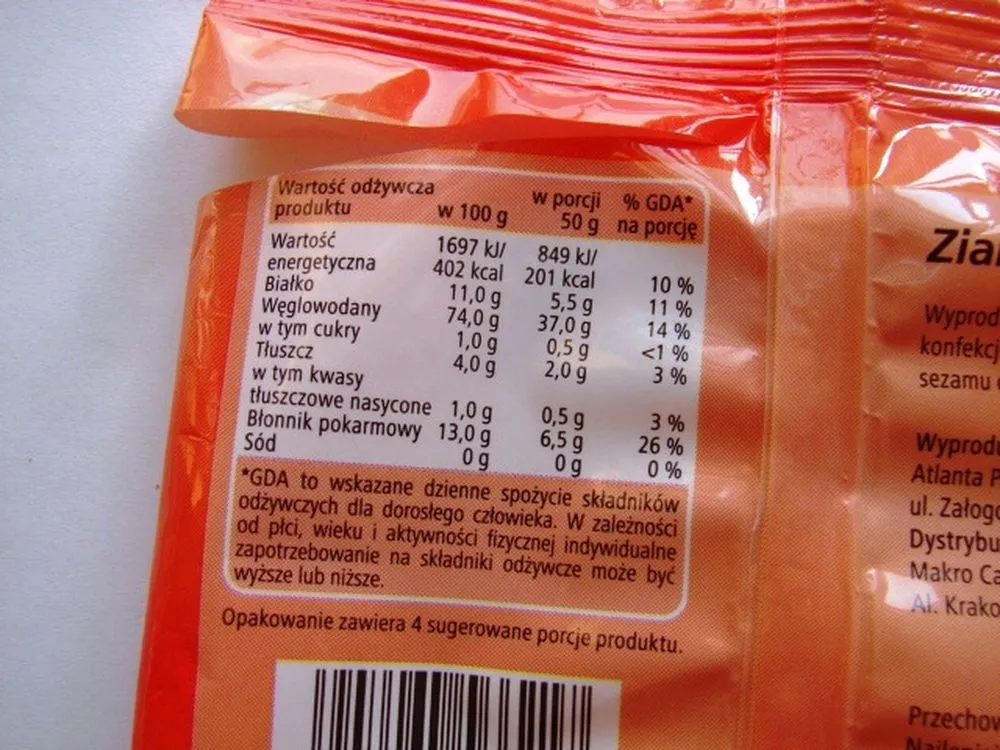 Wartość odżywcza
produktu w 100 g w porcji 50 g % GDA* na porcję
Wartość
energetyczna 1697 kJ/ 402 kcal 849 kJ/ 201 kcal 10 %
Białko 11,0 g 5,5 g 11 %
Węglowodany 74,0 g 37,0 g 14 %
w tym cukry 1,0 g 0,5 g <1 %
Tłuszcz 4,0 g 2,0 g 3 %
w tym kwasy
tłuszczowe nasycone 1,0 g 0,5 g 3 %
Błonnik pokarmowy 13,0 g 6,5 g 26 %
Sód 0 g 0 g 0 %
*GDA to wskazane dzienne spożycie składników
odżywczych dla dorosłego człowieka. W zależności
od płci, wieku i aktywności fizycznej indywidualne
zapotrzebowanie na składniki odżywcze może być
wyższe lub niższe.
Opakowanie zawiera 4 sugerowane porcje produktu.
Zia
Wyprod
konfekcj
sezamu
Wyprodu
Atlanta P
ul. Załog
Dystrybu
Makro Ca
Al. Krako
Przechow